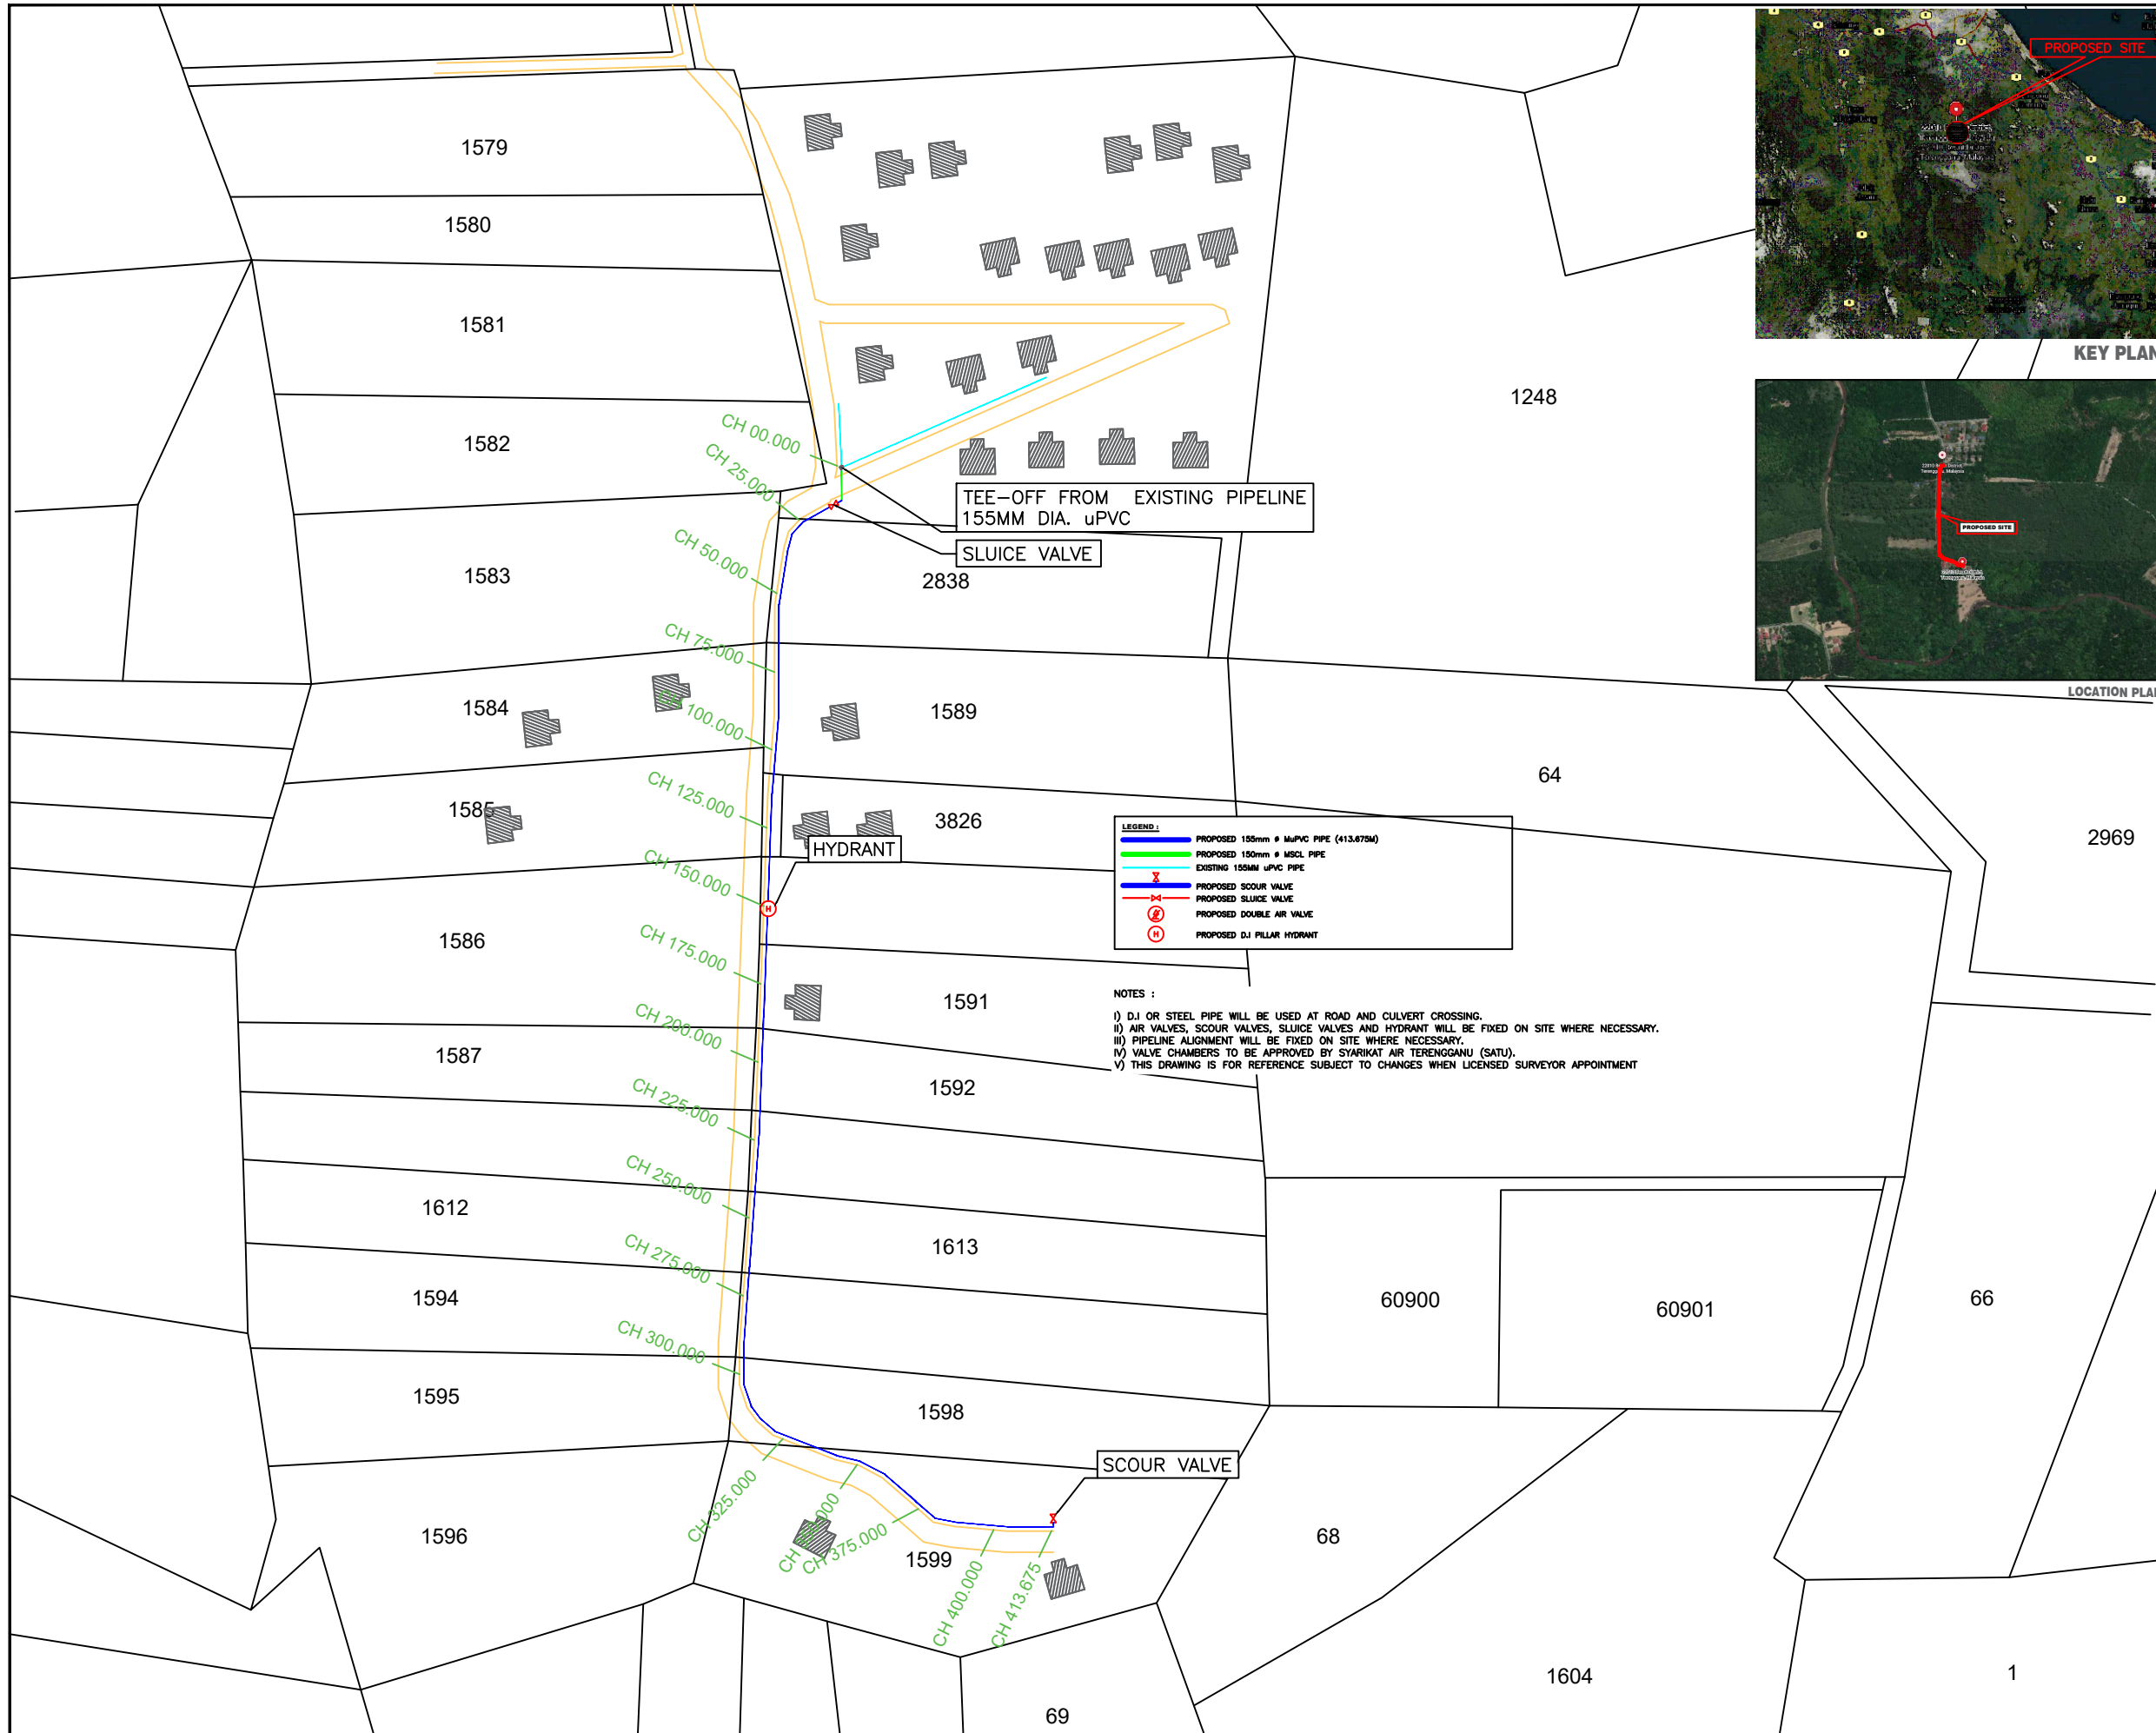 PROPOSED SITE
KEY PLAN
PROPOSED SITE
LOCATION PLAN
1579
1580
1581
1582
1583
1584
1585
1586
1587
1612
1594
1595
1596
1248
2838
1589
3826
1591
1592
1613
1598
1599
64
2969
60900
60901
66
68
1604
1
69
CH 00.000
CH 25.000
CH 50.000
CH 75.000
CH 100.000
CH 125.000
CH 150.000
CH 175.000
CH 200.000
CH 225.000
CH 250.000
CH 275.000
CH 300.000
CH 325.000
CH 375.000
CH 400.000
CH 413.675
TEE-OFF FROM EXISTING PIPELINE
155MM DIA. uPVC
SLUICE VALVE
HYDRANT
H
SCOUR VALVE
LEGEND :
PROPOSED 155mm ø MuPVC PIPE (413.675M)
PROPOSED 150mm ø MSCL PIPE
EXISTING 155MM uPVC PIPE
PROPOSED SCOUR VALVE
PROPOSED SLUICE VALVE
PROPOSED DOUBLE AIR VALVE
H PROPOSED D.I PILLAR HYDRANT
NOTES :
I) D.I OR STEEL PIPE WILL BE USED AT ROAD AND CULVERT CROSSING.
II) AIR VALVES, SCOUR VALVES, SLUICE VALVES AND HYDRANT WILL BE FIXED ON SITE WHERE NECESSARY.
III) PIPELINE ALIGNMENT WILL BE FIXED ON SITE WHERE NECESSARY.
IV) VALVE CHAMBERS TO BE APPROVED BY SYARIKAT AIR TERENGGANU (SATU).
V) THIS DRAWING IS FOR REFERENCE SUBJECT TO CHANGES WHEN LICENSED SURVEYOR APPOINTMENT